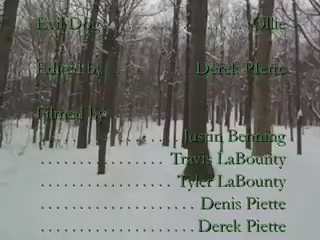 Evil Dog Ollie
Edited by Derek Piette
Filmed by
. . . . . . . . . . . . . . . . Justin Benning
. . . . . . . . . . . . . . . Travis LaBounty
. . . . . . . . . . . . . . . . Tyler LaBounty
. . . . . . . . . . . . . . . . . . Denis Piette
. . . . . . . . . . . . . . . . . . Derek Piette